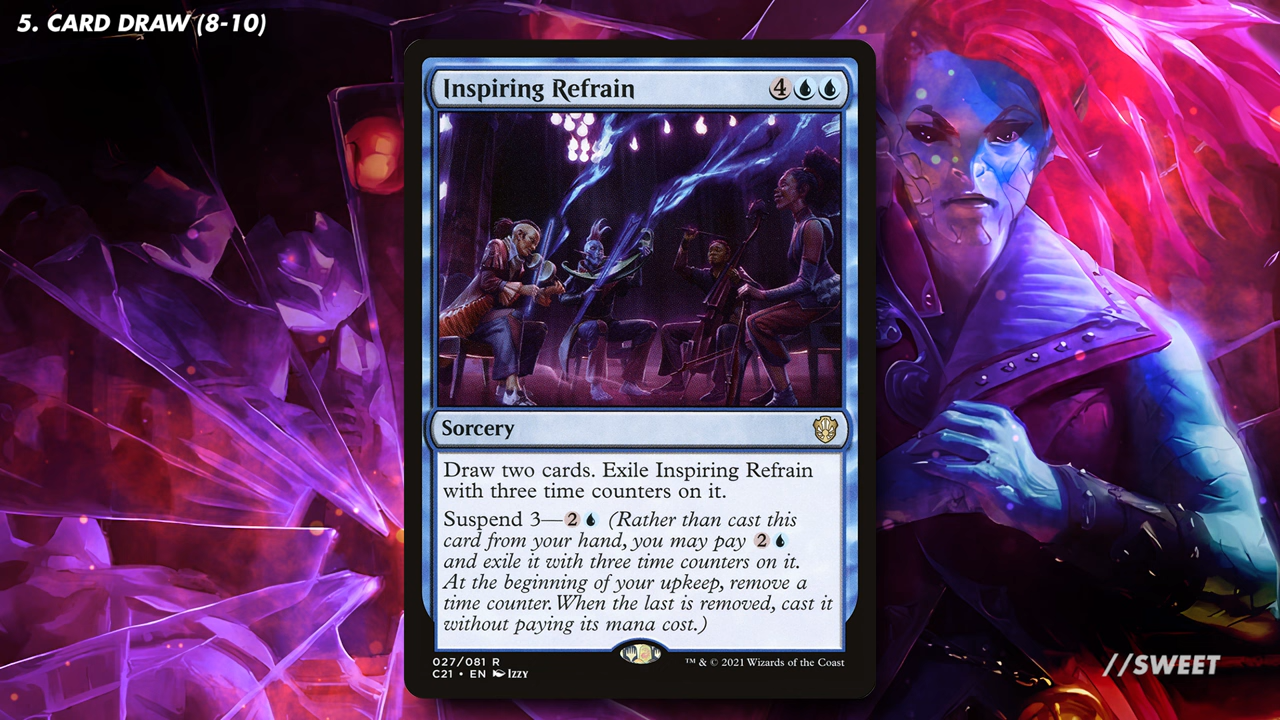 5. CARD DRAW (8-10)
Inspiring Refrain 4
Sorcery
Draw two cards. Exile Inspiring Refrain
with three time counters on it.
Suspend 3—2 (Rather than cast this
card from your hand, you may pay 2
and exile it with three time counters on it.
At the beginning of your upkeep, remove a
time counter. When the last is removed, cast it
without paying its mana cost.)
027/081 R
C21 • EN Izzy
™ & © 2021 Wizards of the Coast
//SWEET